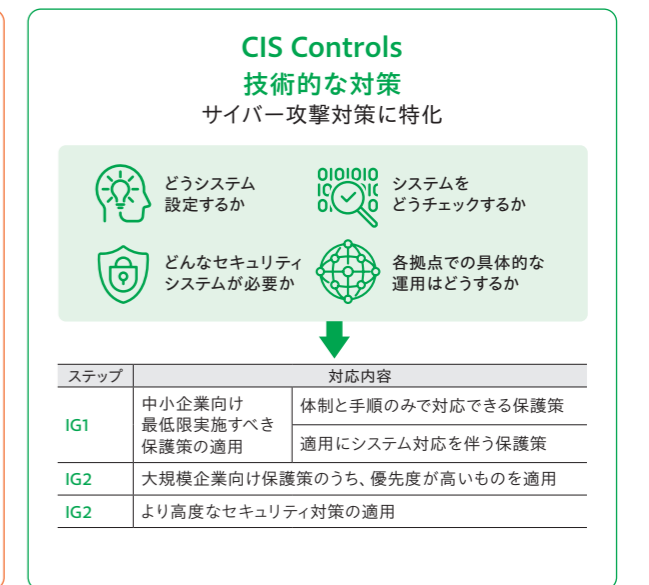 CIS Controls
技術的な対策
サイバー攻撃対策に特化
どうシステム
設定するか
0101010
システムを
どうチェックするか
どんなセキュリティ
システムが必要か
各拠点での具体的な
運用はどうするか
ステップ 対応内容
IG1
中小企業向け
最低限実施すべき
保護策の適用
体制と手順のみで対応できる保護策
適用にシステム対応を伴う保護策
IG2 大規模企業向け保護策のうち、優先度が高いものを適用
IG2 より高度なセキュリティ対策の適用